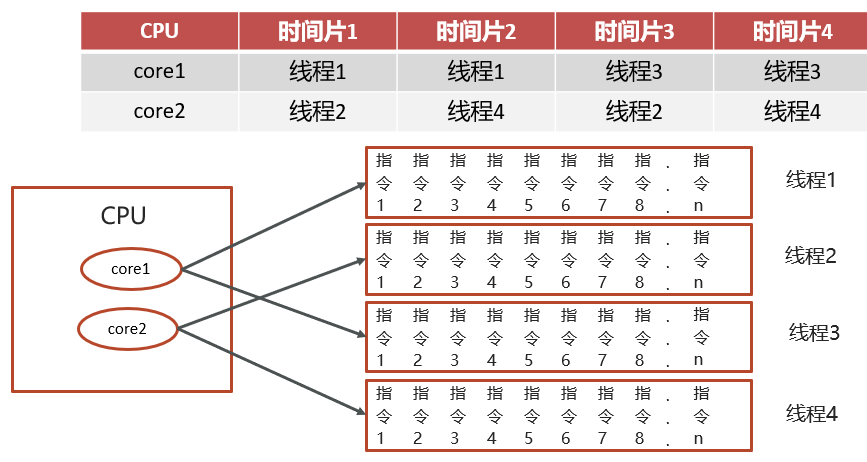 CPU 时间片1 时间片2 时间片3 时间片4
core1 线程1 线程1 线程3 线程3
core2 线程2 线程4 线程2 线程4
CPU
core1
core2
指令1 指令2 指令3 指令4 指令5 指令6 指令7 指令8 ... 指令n
线程1
指令1 指令2 指令3 指令4 指令5 指令6 指令7 指令8 ... 指令n
线程2
指令1 指令2 指令3 指令4 指令5 指令6 指令7 指令8 ... 指令n
线程3
指令1 指令2 指令3 指令4 指令5 指令6 指令7 指令8 ... 指令n
线程4